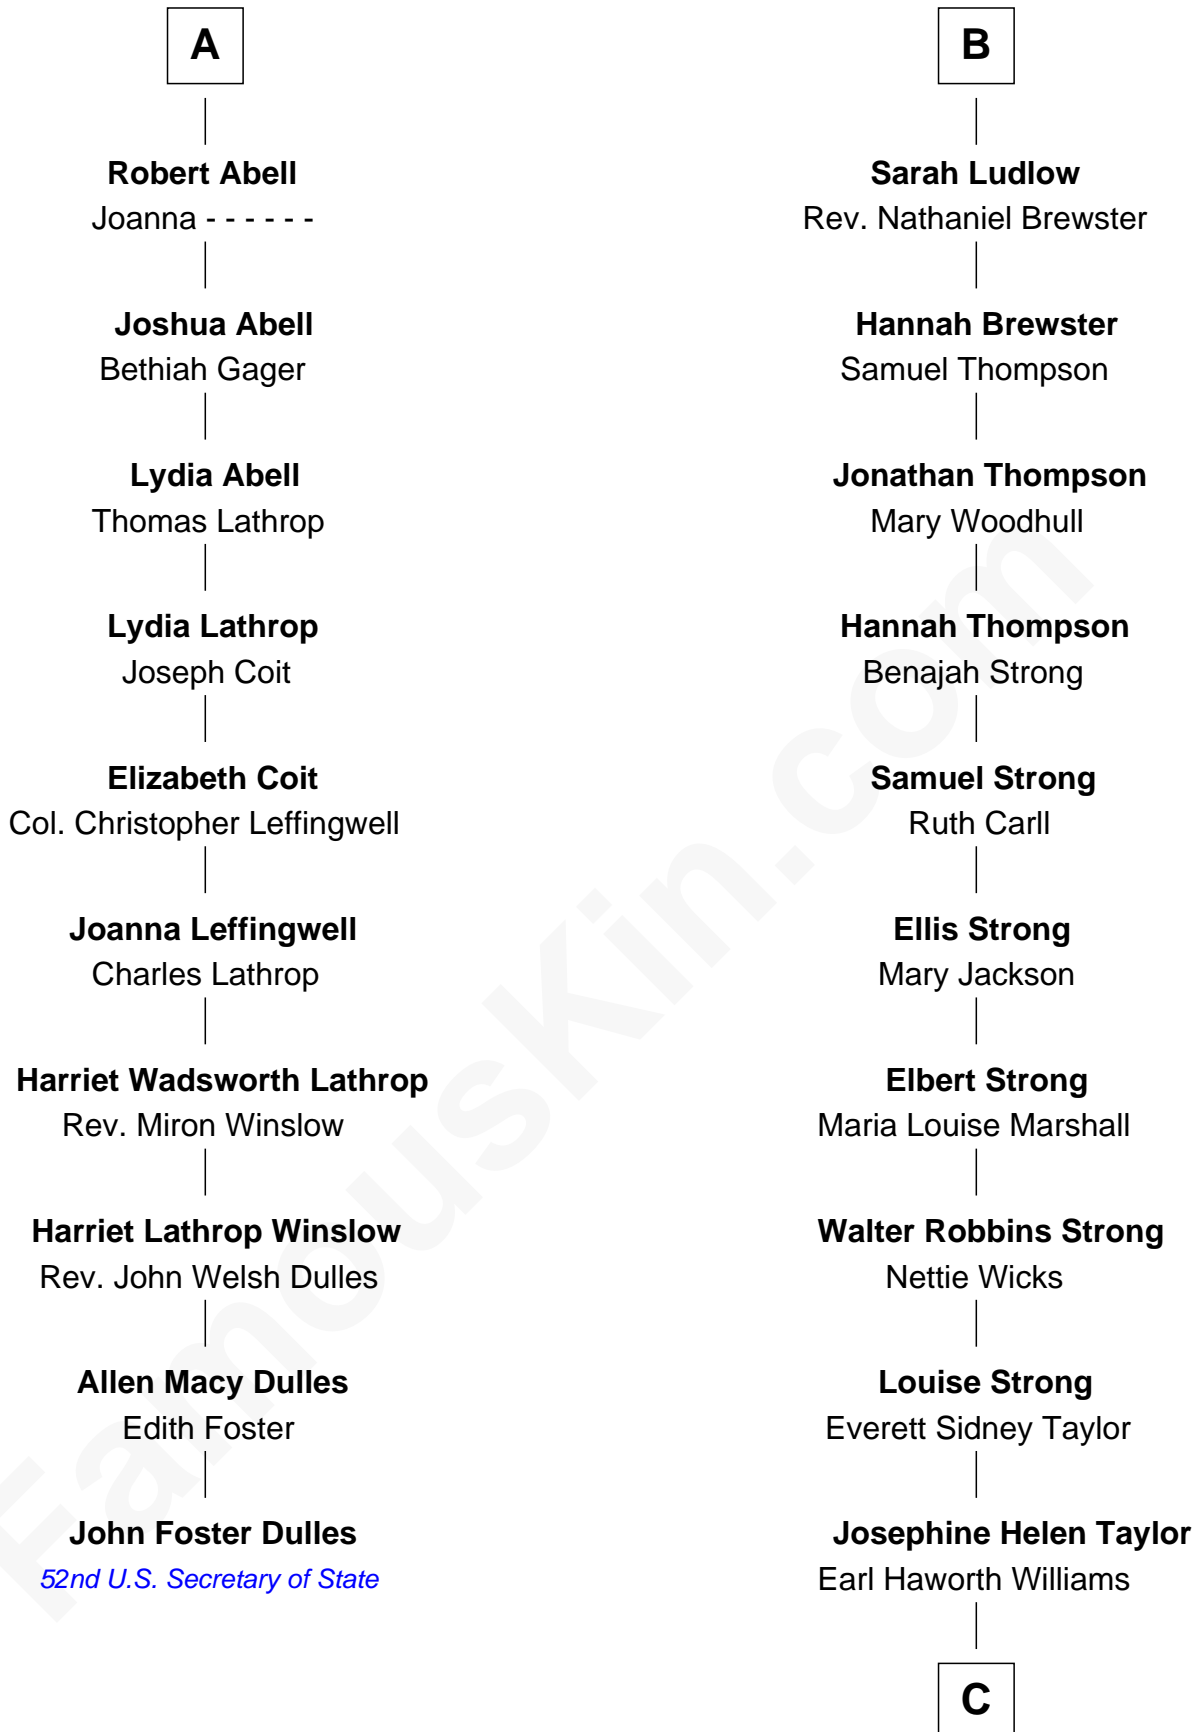 A
Robert Abell
Joanna - - - - - -
Joshua Abell
Bethiah Gager
Lydia Abell
Thomas Lathrop
Lydia Lathrop
Joseph Coit
Elizabeth Coit
Col. Christopher Leffingwell
Joanna Leffingwell
Charles Lathrop
Harriet Wadsworth Lathrop
Rev. Miron Winslow
Harriet Lathrop Winslow
Rev. John Welsh Dulles
Allen Macy Dulles
Edith Foster
John Foster Dulles
52nd U.S. Secretary of State
B
Sarah Ludlow
Rev. Nathaniel Brewster
Hannah Brewster
Samuel Thompson
Jonathan Thompson
Mary Woodhull
Hannah Thompson
Benajah Strong
Samuel Strong
Ruth Carll
Ellis Strong
Mary Jackson
Elbert Strong
Maria Louise Marshall
Walter Robbins Strong
Nettie Wicks
Louise Strong
Everett Sidney Taylor
Josephine Helen Taylor
Earl Haworth Williams
C
FamousKin.com